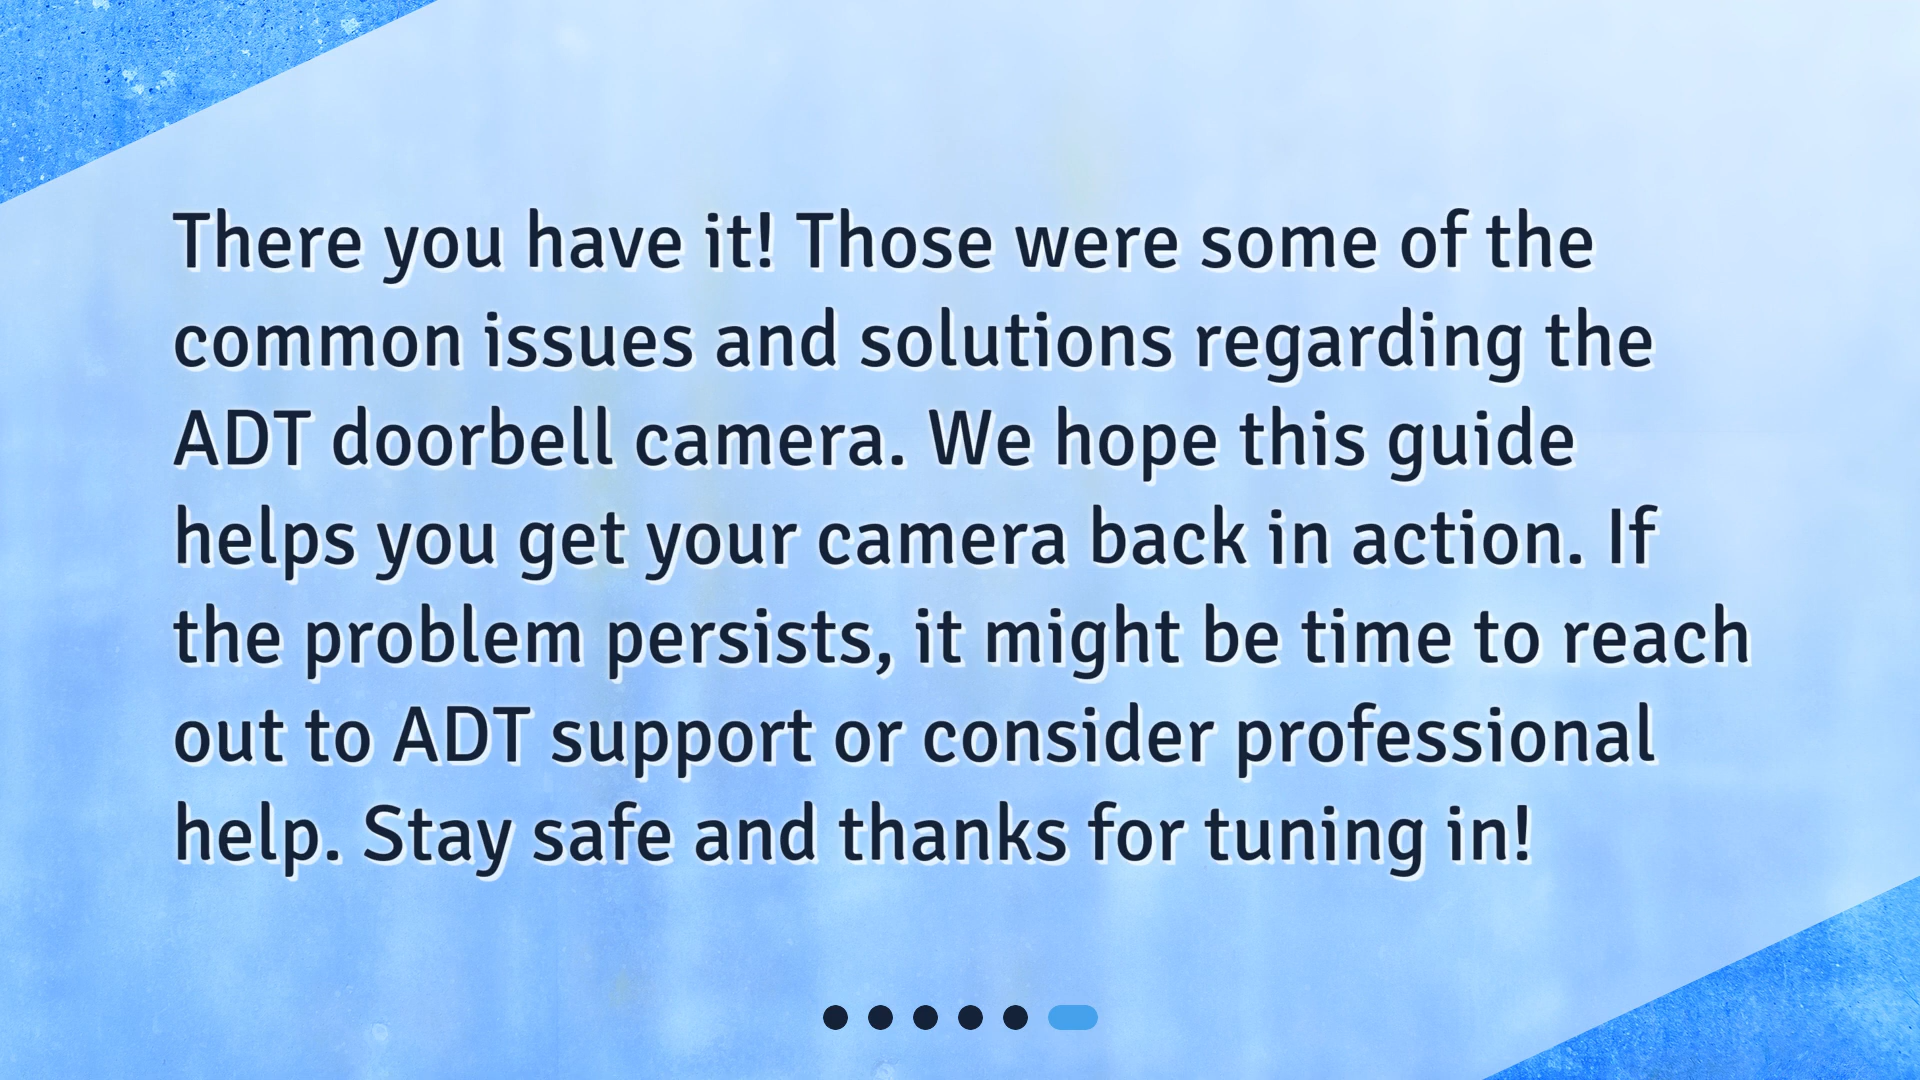 There you have it! Those were some of the
common issues and solutions regarding the
ADT doorbell camera. We hope this guide
helps you get your camera back in action. If
the problem persists, it might be time to reach
out to ADT support or consider professional
help. Stay safe and thanks for tuning in!